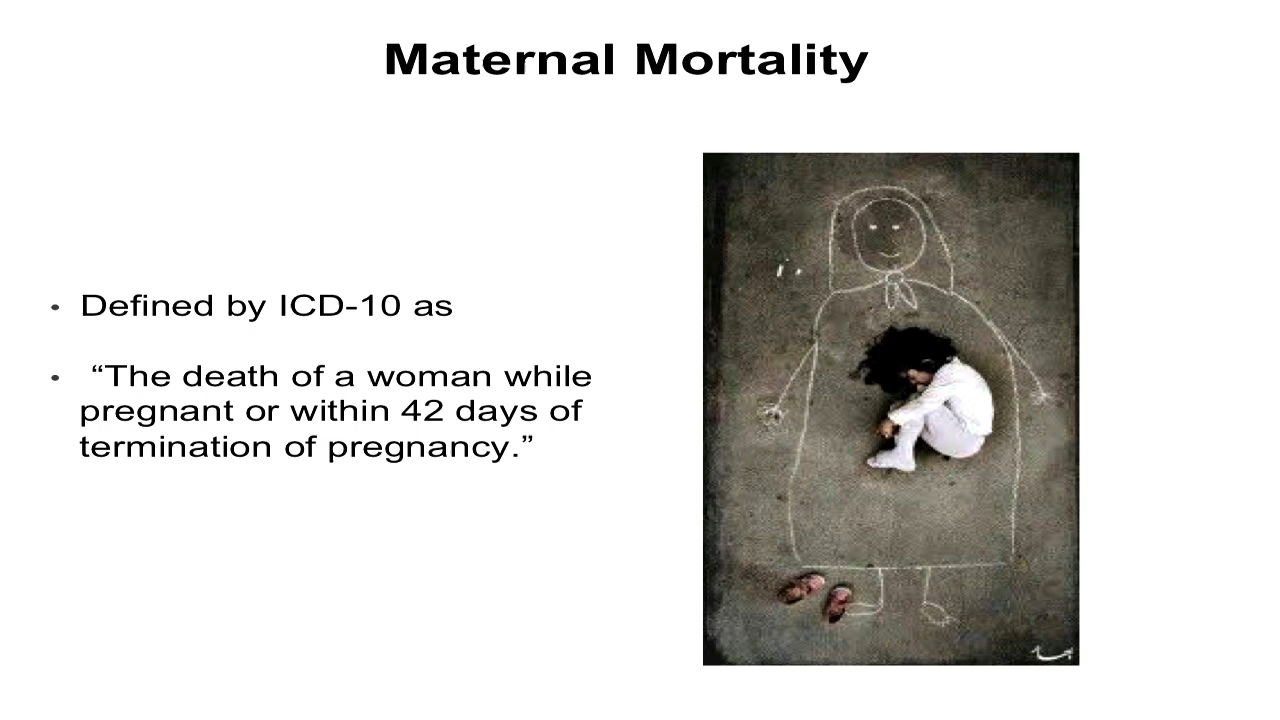 Maternal Mortality
• Defined by ICD-10 as
• “The death of a woman while
pregnant or within 42 days of
termination of pregnancy.”